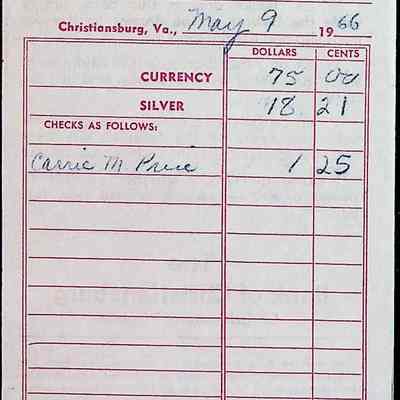 Christiansburg, Va., May 9 1966
DOLLARS CENTS
CURRENCY 75 00
SILVER 18 21
CHECKS AS FOLLOWS:
Carrie M Price 1 25